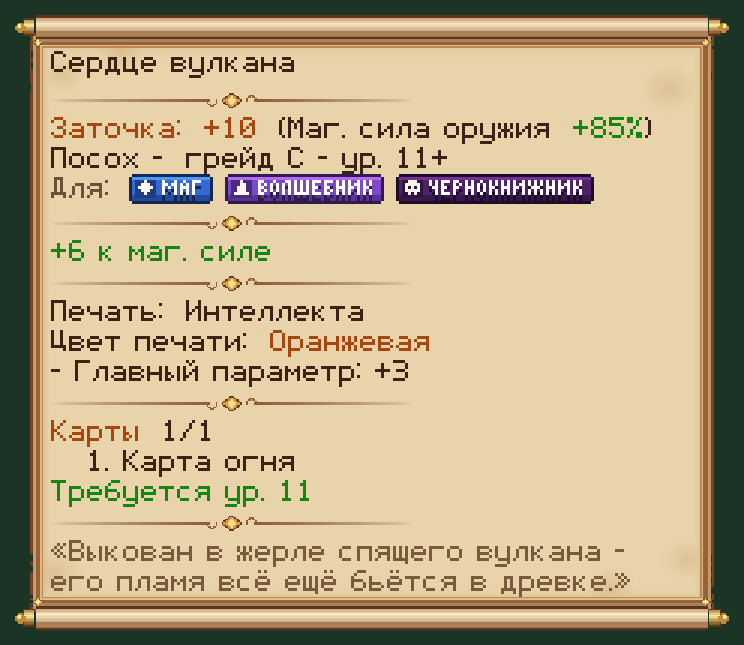 Сердце вулкана
Заточка: +10 (Маг. сила оружия +85%)
Посох - грейд С - ур. 11+
Для: МАГ ВОЛШЕБНИК ЧЕРНОКНИЖНИК
+6 к маг. силе
Печать: Интеллекта
Цвет печати: Оранжевая
- Главный параметр: +3
Карты 1/1
1. Карта огня
Требуется ур. 11
«Выкован в жерле спящего вулкана -
его пламя всё ещё бьётся в древке.»